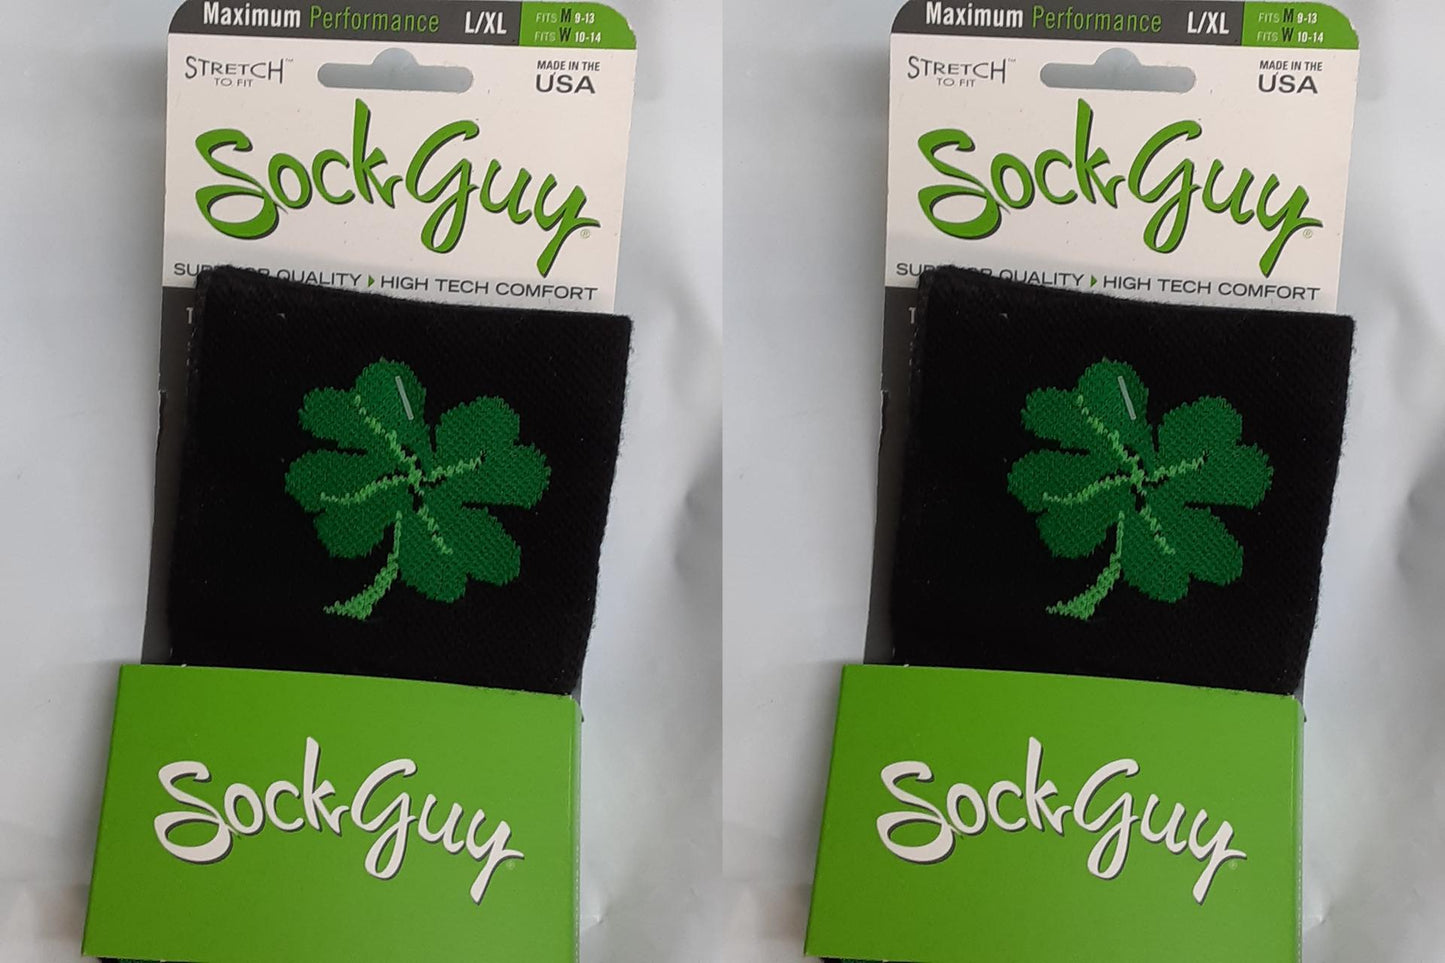 Maximum Performance L/XL FITS M 9-13
FITS W 10-14
STRETCH™
TO FIT
MADE IN THE
USA
SockGuy®
QUALITY HIGH TECH COMFORT
T
SockGuy®
Maximum Performance L/XL FITS M 9-13
FITS W 10-14
STRETCH™
TO FIT
MADE IN THE
USA
SockGuy®
QUALITY HIGH TECH COMFORT
T
SockGuy®